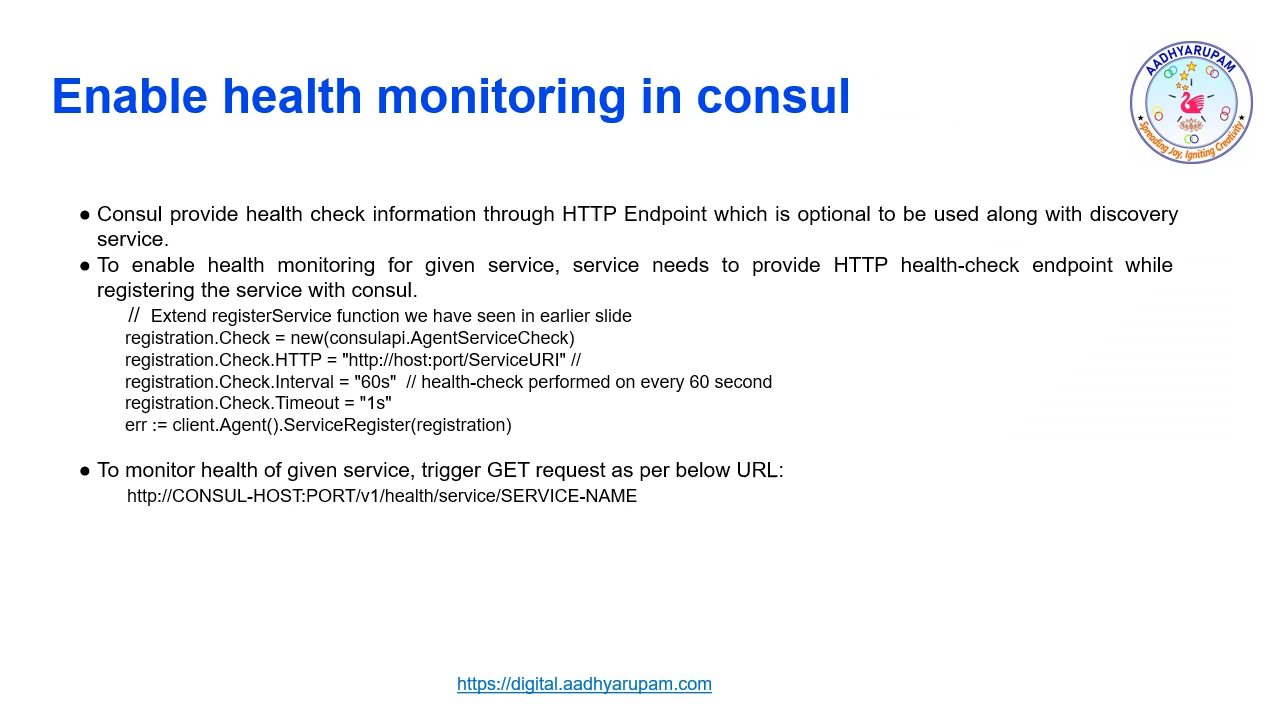 Enable health monitoring in consul
AADHYARUPAM
Spreading Joy, Igniting Creativity
● Consul provide health check information through HTTP Endpoint which is optional to be used along with discovery
service.
● To enable health monitoring for given service, service needs to provide HTTP health-check endpoint while
registering the service with consul.
// Extend registerService function we have seen in earlier slide
registration.Check = new(consulapi.AgentServiceCheck)
registration.Check.HTTP = "http://host:port/ServiceURI" //
registration.Check.Interval = "60s" // health-check performed on every 60 second
registration.Check.Timeout = "1s"
err := client.Agent().ServiceRegister(registration)
● To monitor health of given service, trigger GET request as per below URL:
http://CONSUL-HOST:PORT/v1/health/service/SERVICE-NAME
https://digital.aadhyarupam.com